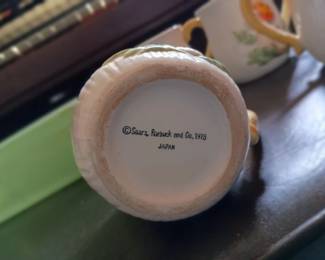 ©Sears, Roebuck and Co. 1978
JAPAN